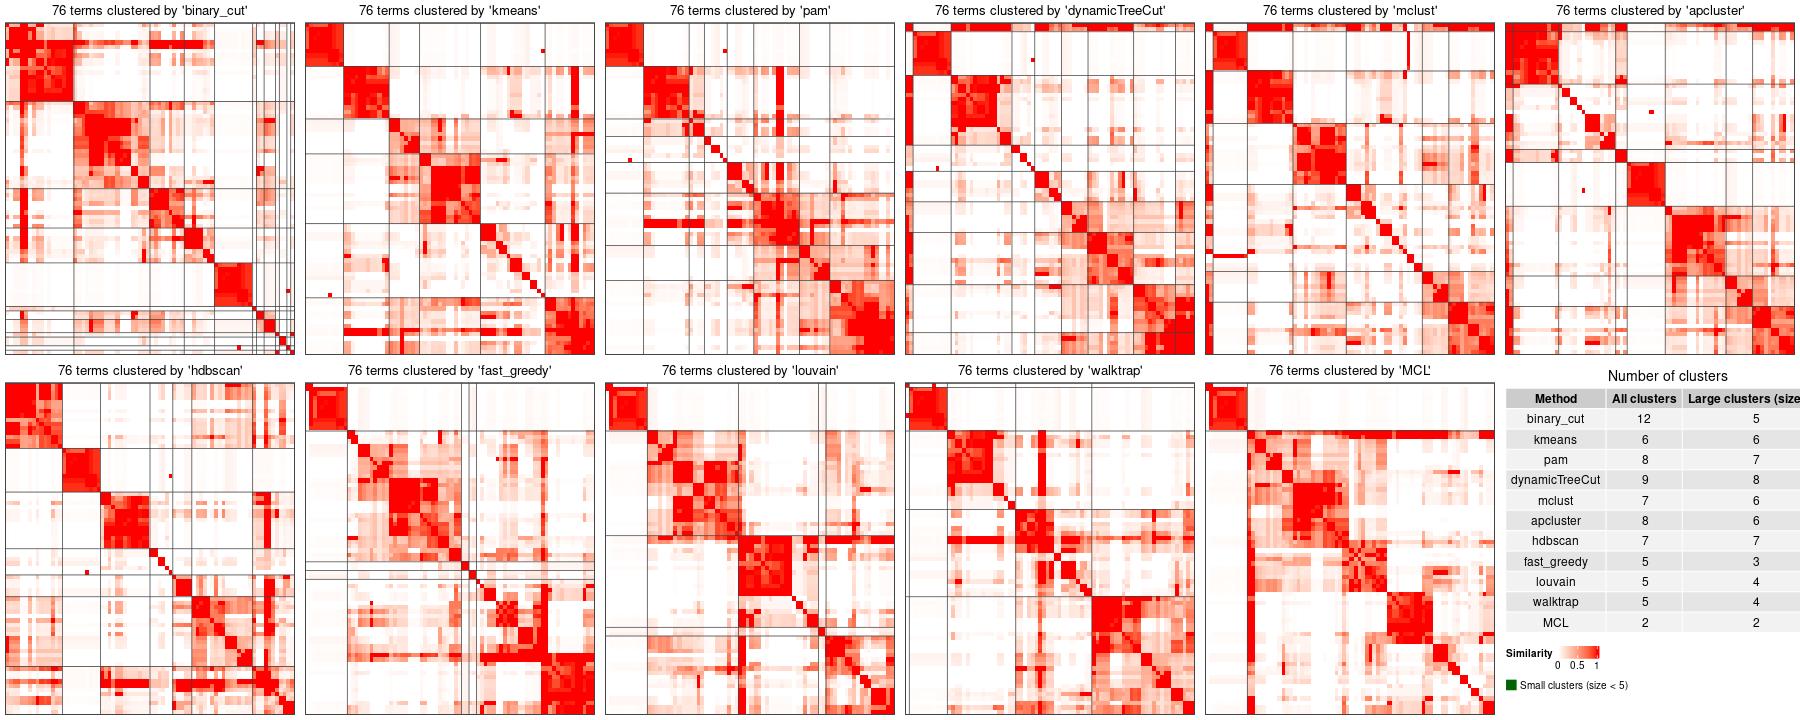 76 terms clustered by 'binary_cut'
76 terms clustered by 'kmeans'
76 terms clustered by 'pam'
76 terms clustered by 'dynamicTreeCut'
76 terms clustered by 'mclust'
76 terms clustered by 'apcluster'
76 terms clustered by 'hdbscan'
76 terms clustered by 'fast_greedy'
76 terms clustered by 'louvain'
76 terms clustered by 'walktrap'
76 terms clustered by 'MCL'
Number of clusters
Method All clusters Large clusters (size
binary_cut 12 5
kmeans 6 6
pam 8 7
dynamicTreeCut 9 8
mclust 7 6
apcluster 8 6
hdbscan 7 7
fast_greedy 5 3
louvain 5 4
walktrap 5 4
MCL 2 2
Similarity
0 0.5 1
Small clusters (size < 5)